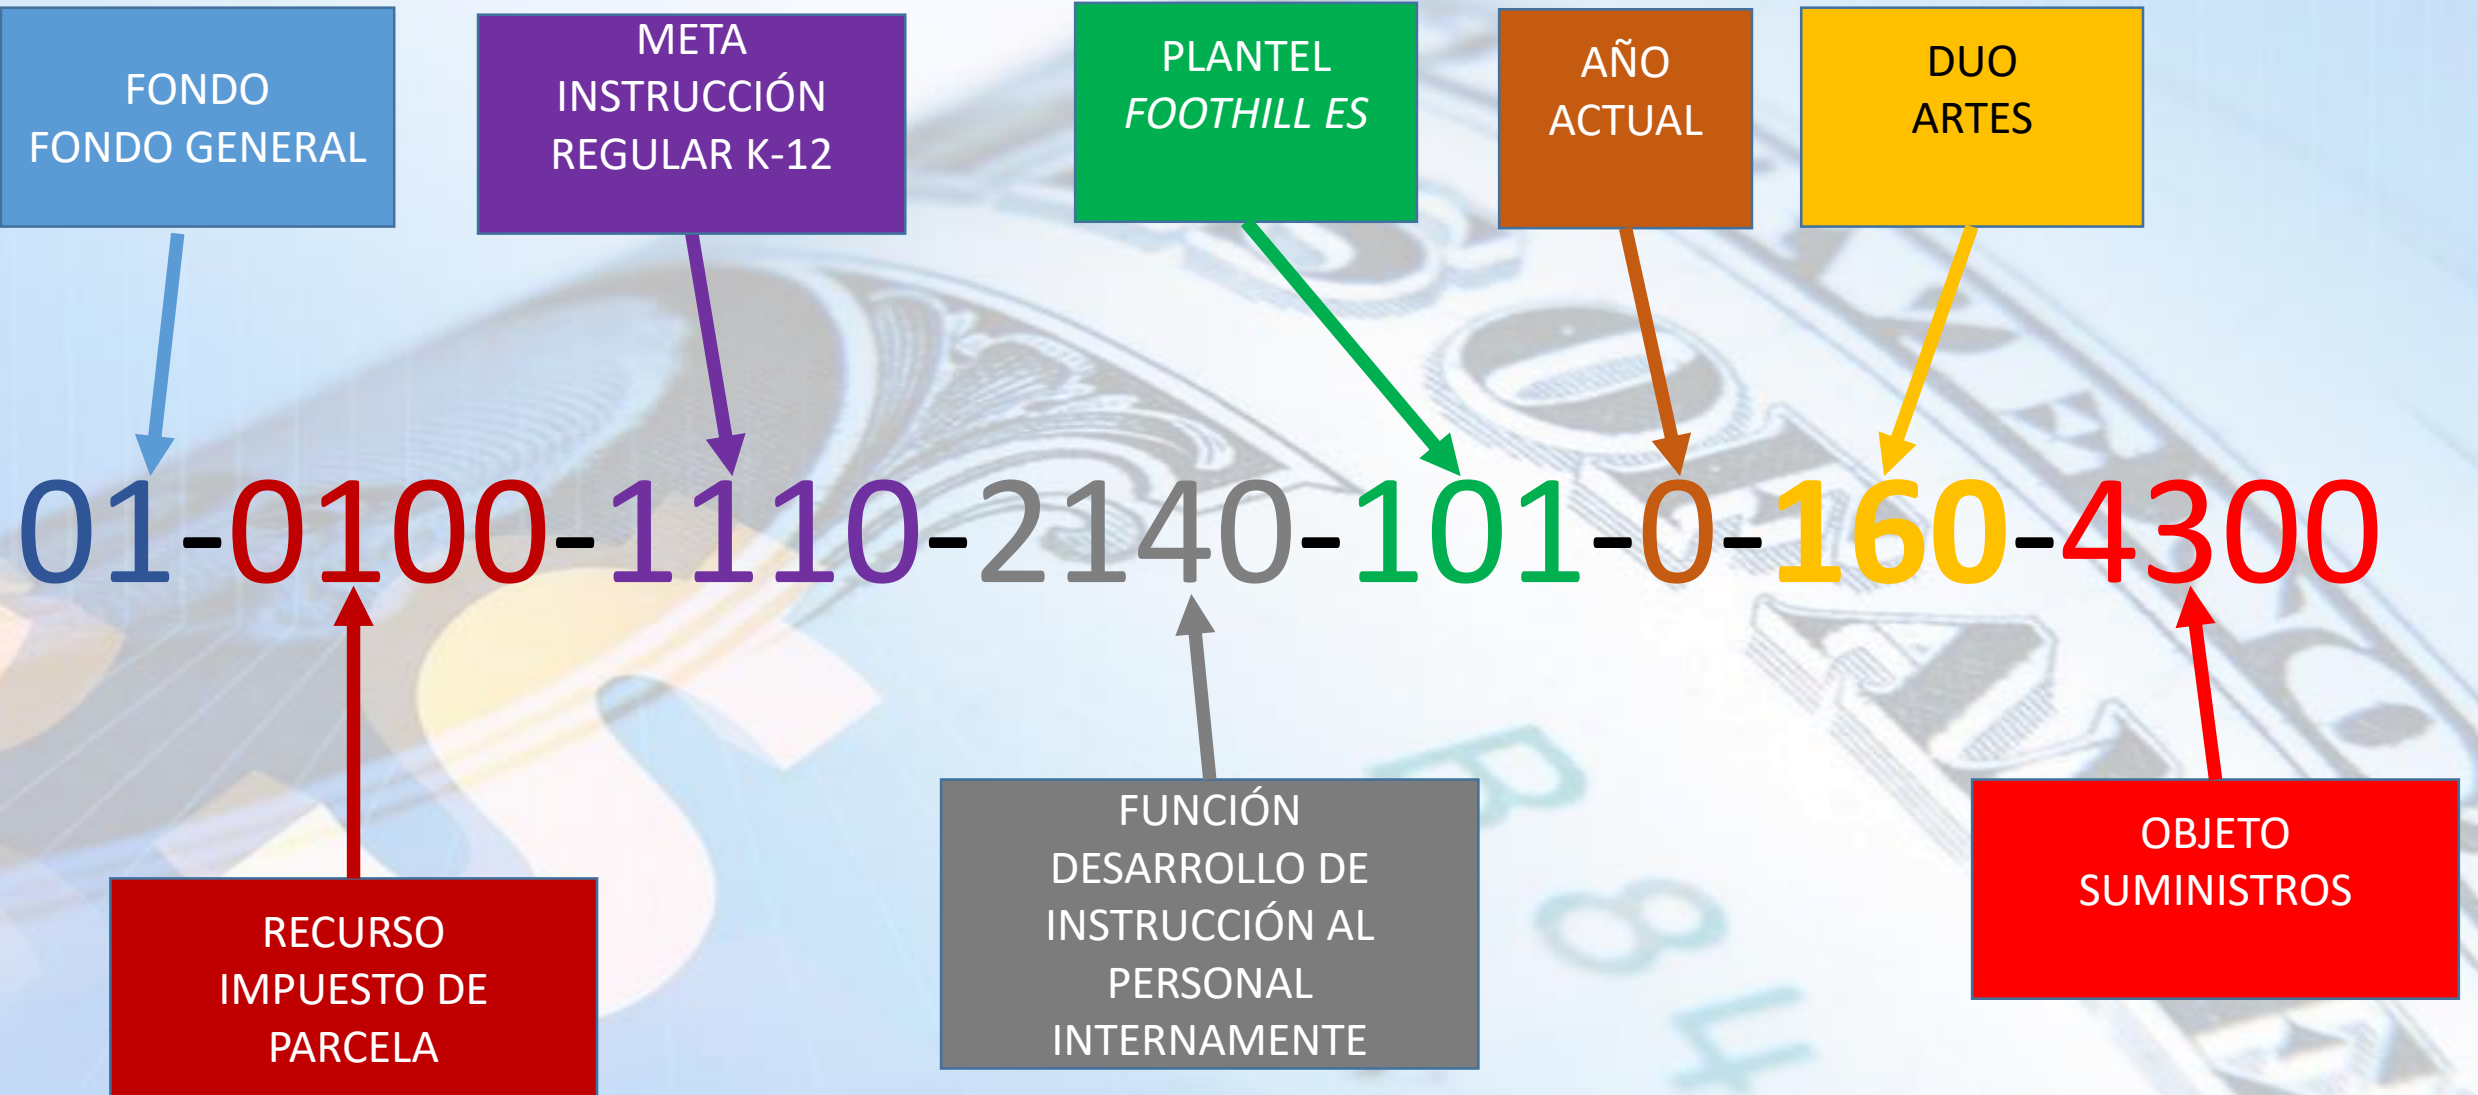 FONDO
FONDO GENERAL
META
INSTRUCCIÓN
REGULAR K-12
PLANTEL
FOOTHILL ES
AÑO
ACTUAL
DUO
ARTES
01-0100-1110-2140-101-0-160-4300
RECURSO
IMPUESTO DE
PARCELA
FUNCIÓN
DESARROLLO DE
INSTRUCCIÓN AL
PERSONAL
INTERNAMENTE
OBJETO
SUMINISTROS